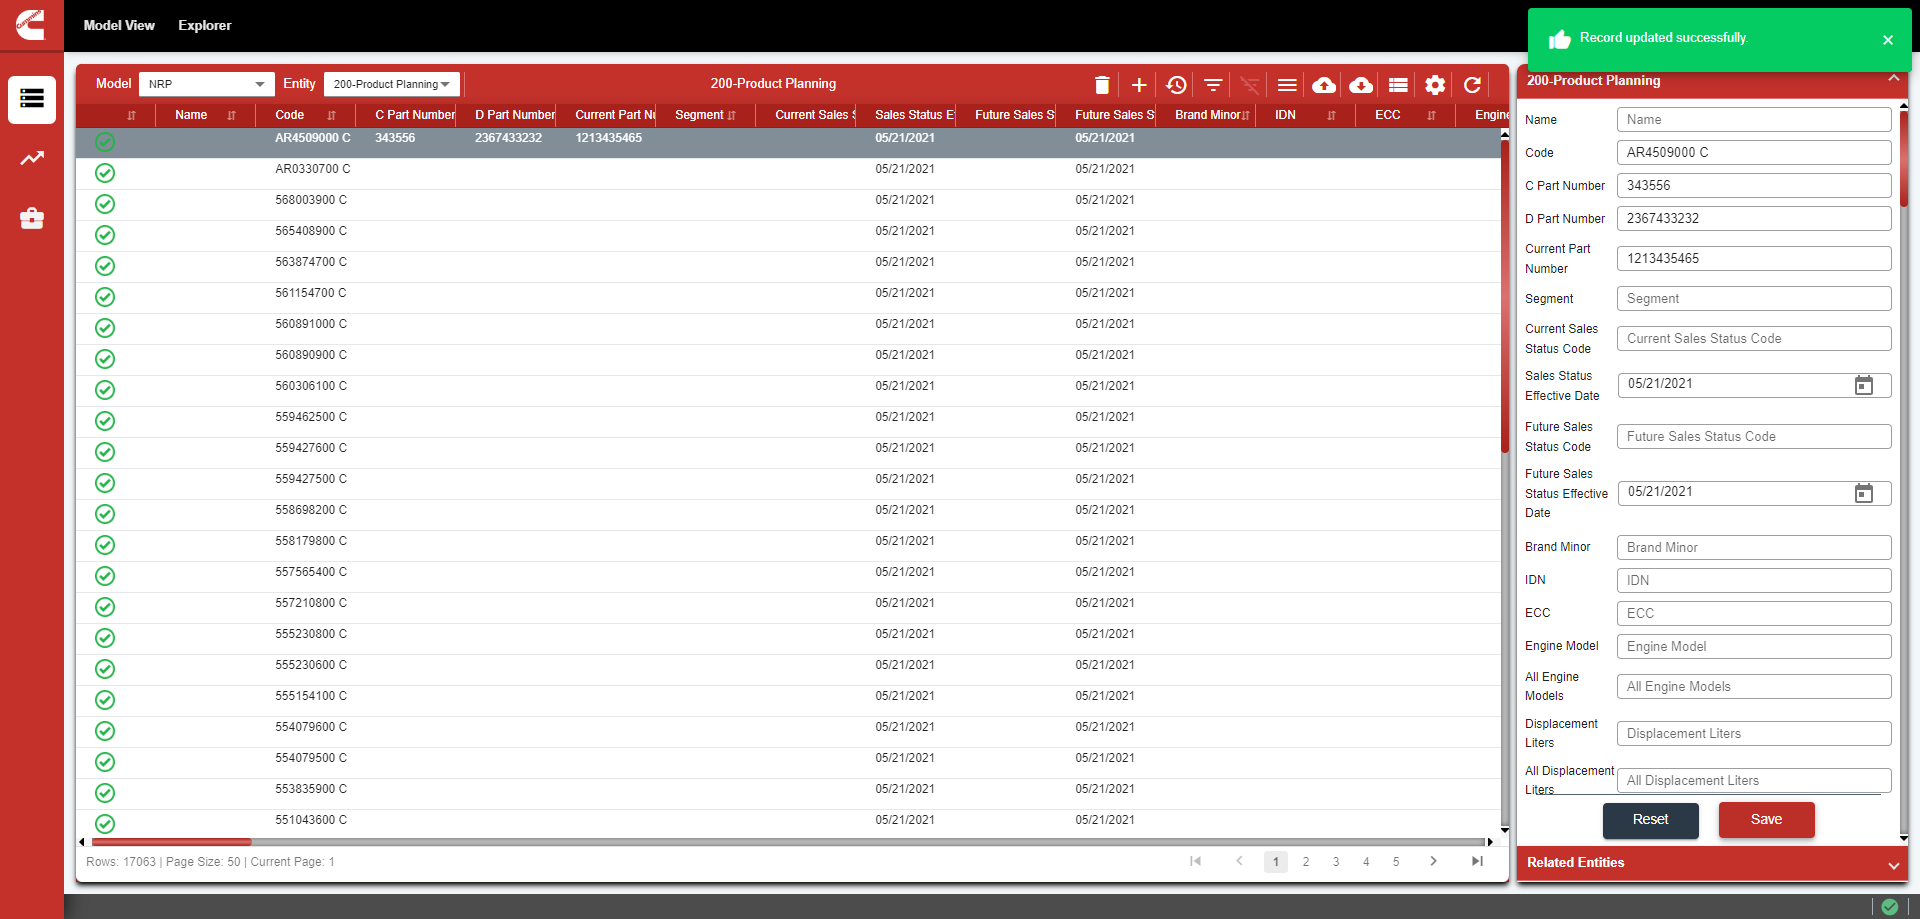 Cummins
Model View Explorer
Record updated successfully.
Model NRP Entity 200-Product Planning 200-Product Planning
Name Code C Part Number D Part Number Current Part Nu Segment Current Sales S Sales Status E Future Sales S Future Sales S Brand Minor IDN ECC Engine
AR4509000 C 343556 2367433232 1213435465 05/21/2021 05/21/2021
AR0330700 C 05/21/2021 05/21/2021
568003900 C 05/21/2021 05/21/2021
565408900 C 05/21/2021 05/21/2021
563874700 C 05/21/2021 05/21/2021
561154700 C 05/21/2021 05/21/2021
560891000 C 05/21/2021 05/21/2021
560890900 C 05/21/2021 05/21/2021
560306100 C 05/21/2021 05/21/2021
559462500 C 05/21/2021 05/21/2021
559427600 C 05/21/2021 05/21/2021
559427500 C 05/21/2021 05/21/2021
558698200 C 05/21/2021 05/21/2021
558179800 C 05/21/2021 05/21/2021
557565400 C 05/21/2021 05/21/2021
557210800 C 05/21/2021 05/21/2021
555230800 C 05/21/2021 05/21/2021
555230600 C 05/21/2021 05/21/2021
555154100 C 05/21/2021 05/21/2021
554079600 C 05/21/2021 05/21/2021
554079500 C 05/21/2021 05/21/2021
553835900 C 05/21/2021 05/21/2021
551043600 C 05/21/2021 05/21/2021
Rows: 17063 | Page Size: 50 | Current Page: 1
1 2 3 4 5
200-Product Planning
Name Name
Code AR4509000 C
C Part Number 343556
D Part Number 2367433232
Current Part
Number 1213435465
Segment Segment
Current Sales
Status Code Current Sales Status Code
Sales Status
Effective Date 05/21/2021
Future Sales
Status Code Future Sales Status Code
Future Sales
Status Effective 05/21/2021
Date
Brand Minor Brand Minor
IDN IDN
ECC ECC
Engine Model Engine Model
All Engine
Models All Engine Models
Displacement
Liters Displacement Liters
All Displacement
Liters All Displacement Liters
Reset Save
Related Entities